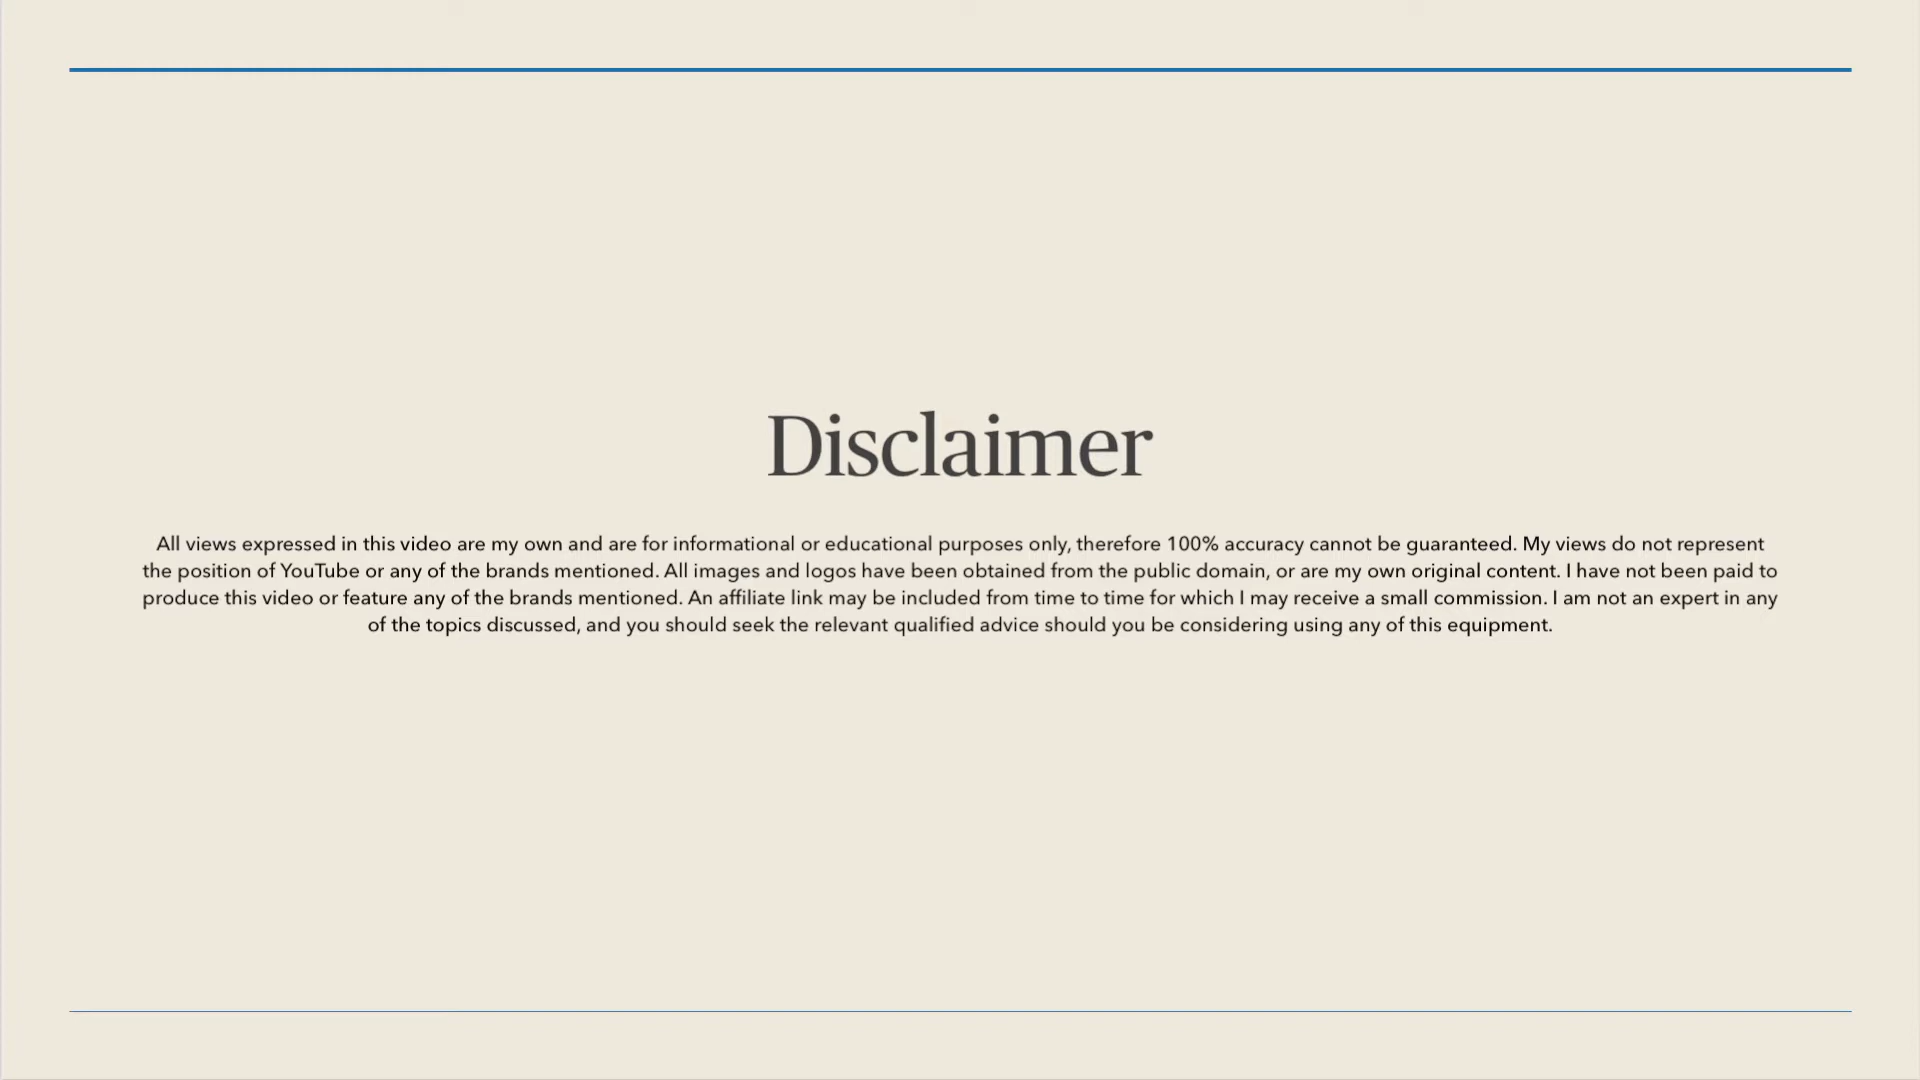 Disclaimer
All views expressed in this video are my own and are for informational or educational purposes only, therefore 100% accuracy cannot be guaranteed. My views do not represent
the position of YouTube or any of the brands mentioned. All images and logos have been obtained from the public domain, or are my own original content. I have not been paid to
produce this video or feature any of the brands mentioned. An affiliate link may be included from time to time for which I may receive a small commission. I am not an expert in any
of the topics discussed, and you should seek the relevant qualified advice should you be considering using any of this equipment.